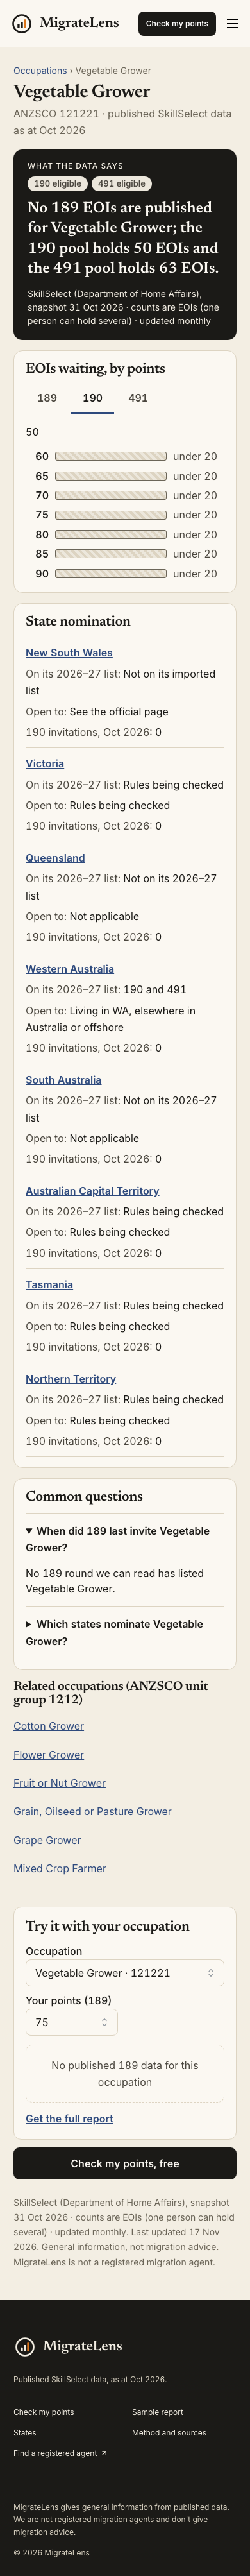 MigrateLens
Check my points
Occupations › Vegetable Grower
Vegetable Grower
ANZSCO 121221 · published SkillSelect data
as at Oct 2026
WHAT THE DATA SAYS
190 eligible 491 eligible
No 189 EOIs are published
for Vegetable Grower; the
190 pool holds 50 EOIs and
the 491 pool holds 63 EOIs.
SkillSelect (Department of Home Affairs),
snapshot 31 Oct 2026 · counts are EOIs (one
person can hold several) · updated monthly
EOIs waiting, by points
189 190 491
50
60 under 20
65 under 20
70 under 20
75 under 20
80 under 20
85 under 20
90 under 20
State nomination
New South Wales
On its 2026–27 list: Not on its imported
list
Open to: See the official page
190 invitations, Oct 2026: 0
Victoria
On its 2026–27 list: Rules being checked
Open to: Rules being checked
190 invitations, Oct 2026: 0
Queensland
On its 2026–27 list: Not on its 2026–27
list
Open to: Not applicable
190 invitations, Oct 2026: 0
Western Australia
On its 2026–27 list: 190 and 491
Open to: Living in WA, elsewhere in
Australia or offshore
190 invitations, Oct 2026: 0
South Australia
On its 2026–27 list: Not on its 2026–27
list
Open to: Not applicable
190 invitations, Oct 2026: 0
Australian Capital Territory
On its 2026–27 list: Rules being checked
Open to: Rules being checked
190 invitations, Oct 2026: 0
Tasmania
On its 2026–27 list: Rules being checked
Open to: Rules being checked
190 invitations, Oct 2026: 0
Northern Territory
On its 2026–27 list: Rules being checked
Open to: Rules being checked
190 invitations, Oct 2026: 0
Common questions
▼ When did 189 last invite Vegetable
Grower?
No 189 round we can read has listed
Vegetable Grower.
▶ Which states nominate Vegetable
Grower?
Related occupations (ANZSCO unit
group 1212)
Cotton Grower
Flower Grower
Fruit or Nut Grower
Grain, Oilseed or Pasture Grower
Grape Grower
Mixed Crop Farmer
Try it with your occupation
Occupation
Vegetable Grower · 121221
Your points (189)
75
No published 189 data for this
occupation
Get the full report
Check my points, free
SkillSelect (Department of Home Affairs), snapshot
31 Oct 2026 · counts are EOIs (one person can hold
several) · updated monthly. Last updated 17 Nov
2026. General information, not migration advice.
MigrateLens is not a registered migration agent.
MigrateLens
Published SkillSelect data, as at Oct 2026.
Check my points Sample report
States Method and sources
Find a registered agent ↗
MigrateLens gives general information from published data.
We are not registered migration agents and don't give
migration advice.
© 2026 MigrateLens